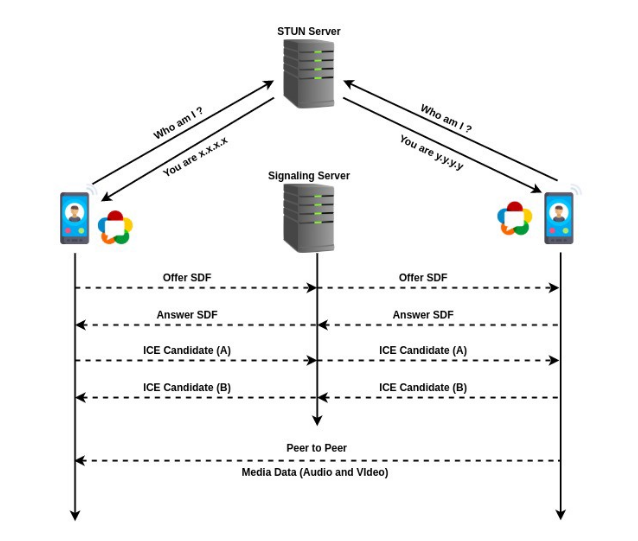 STUN Server
Who am I ?
You are x.x.x.x
Who am I ?
You are y.y.y.y
Signaling Server
Offer SDF
Offer SDF
Answer SDF
Answer SDF
ICE Candidate (A)
ICE Candidate (A)
ICE Candidate (B)
ICE Candidate (B)
Peer to Peer
Media Data (Audio and VIdeo)